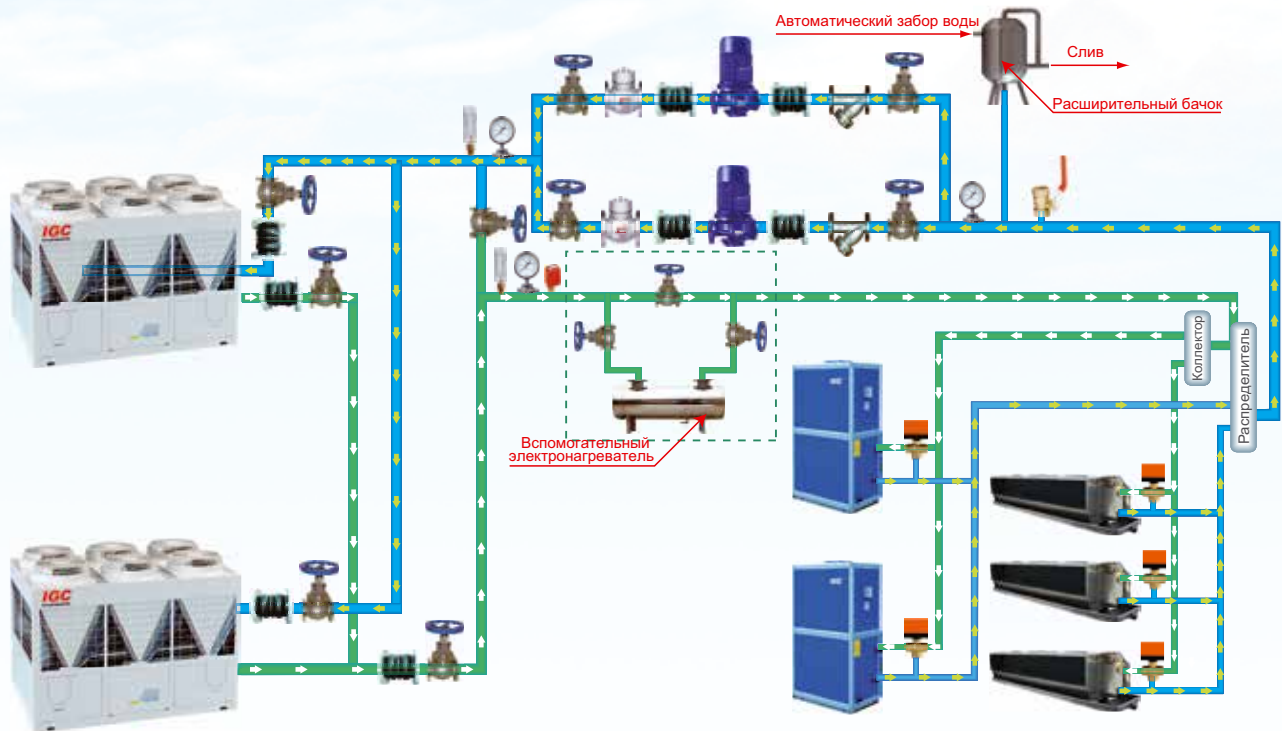 Автоматический забор воды
Слив
Расширительный бачок
IGC
Коллектор
Распределитель
Вспомогательный
электронагреватель
IGC